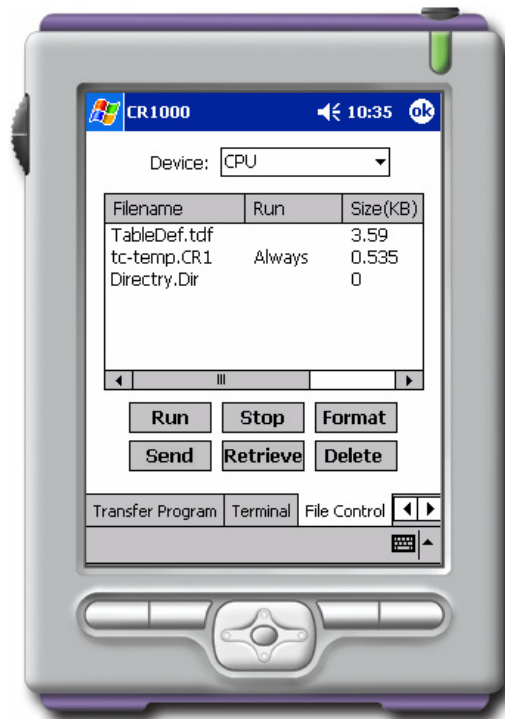 CR1000 10:35 ok
Device: CPU
Filename Run Size(KB)
TableDef.tdf 3.59
tc-temp.CR1 Always 0.535
Directry.Dir 0
Run Stop Format
Send Retrieve Delete
Transfer Program Terminal File Control